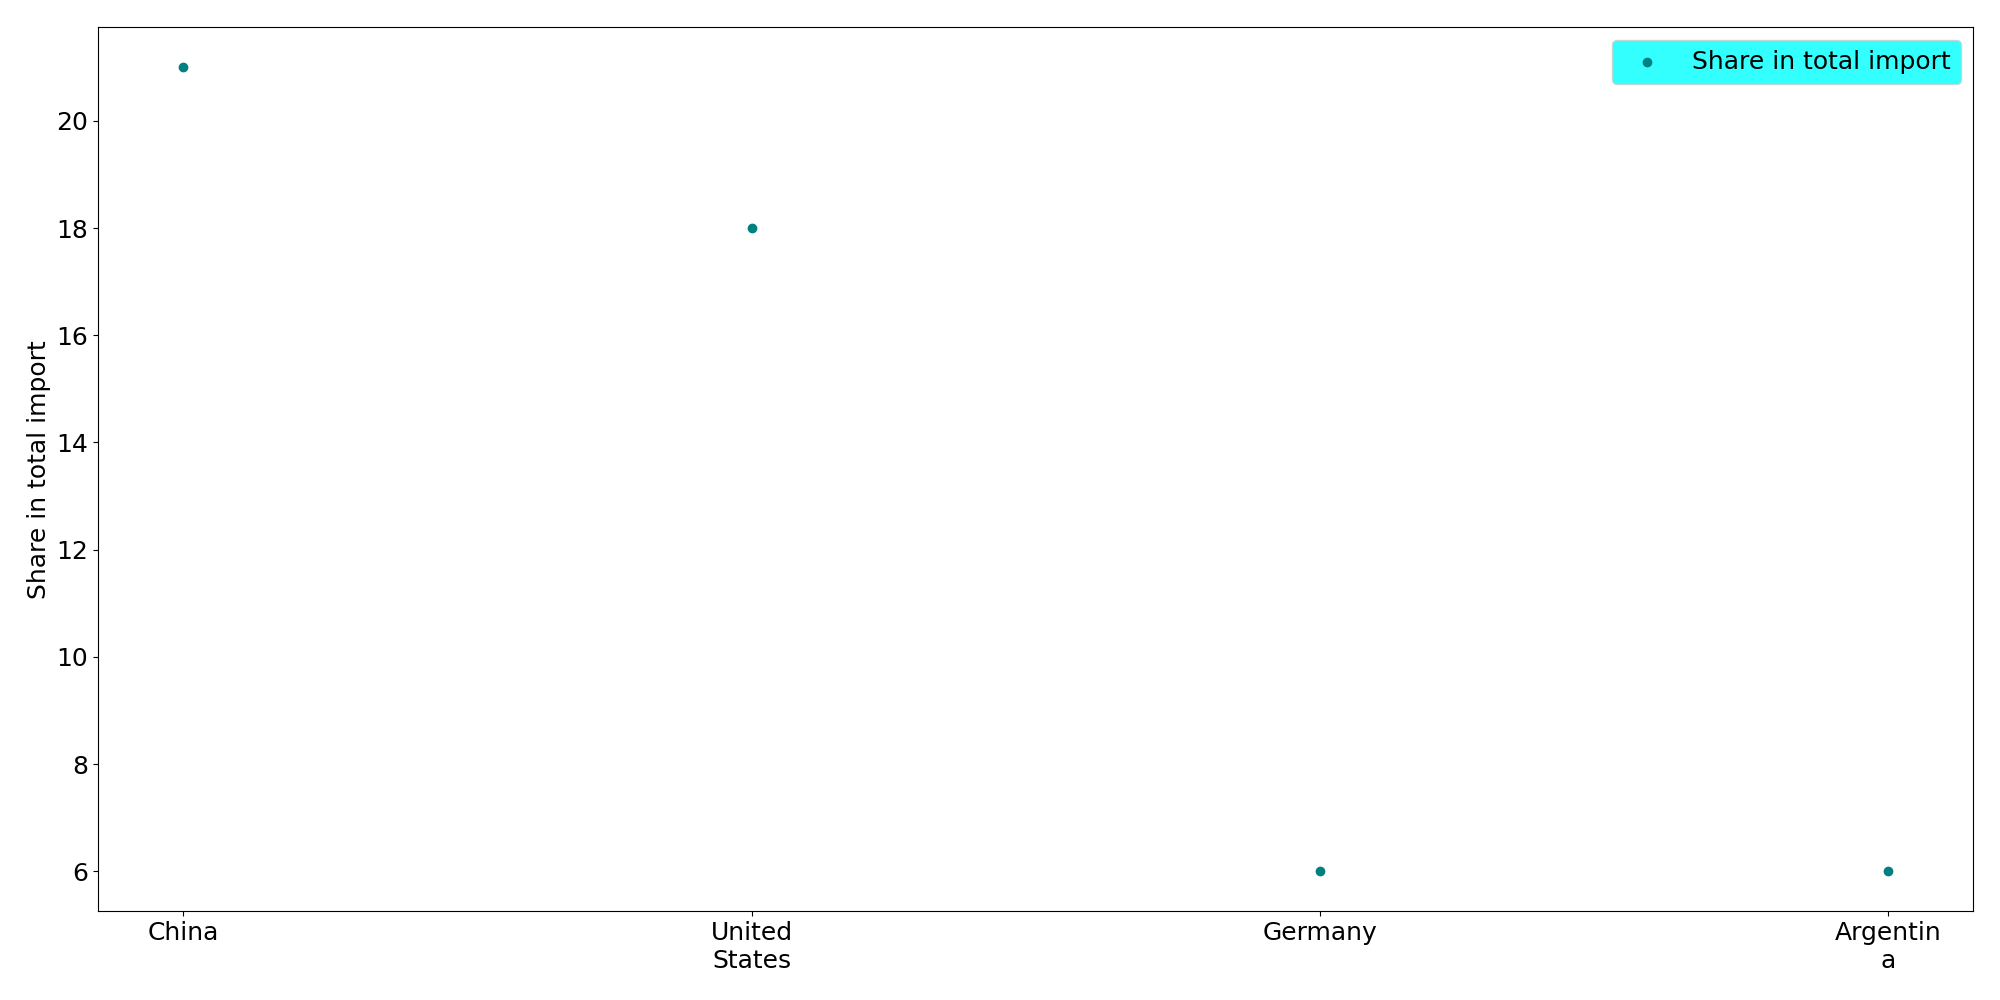 Share in total import
20
18
16
14
12
10
8
6
Share in total import
China
United
States
Germany
Argentin
a